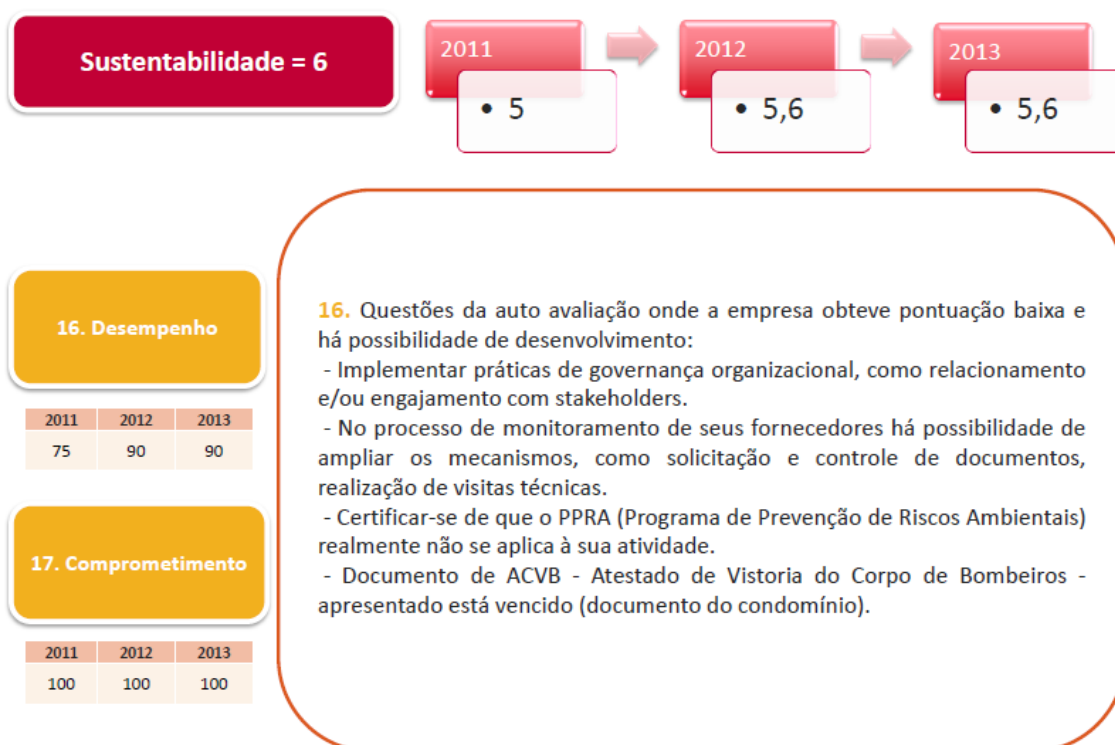 Sustentabilidade = 6
2011
• 5
2012
• 5,6
2013
• 5,6
16. Desempenho
2011 2012 2013
75 90 90
17. Comprometimento
2011 2012 2013
100 100 100
16. Questões da auto avaliação onde a empresa obteve pontuação baixa e
há possibilidade de desenvolvimento:
- Implementar práticas de governança organizacional, como relacionamento
e/ou engajamento com stakeholders.
- No processo de monitoramento de seus fornecedores há possibilidade de
ampliar os mecanismos, como solicitação e controle de documentos,
realização de visitas técnicas.
- Certificar-se de que o PPRA (Programa de Prevenção de Riscos Ambientais)
realmente não se aplica à sua atividade.
- Documento de ACVB - Atestado de Vistoria do Corpo de Bombeiros -
apresentado está vencido (documento do condomínio).